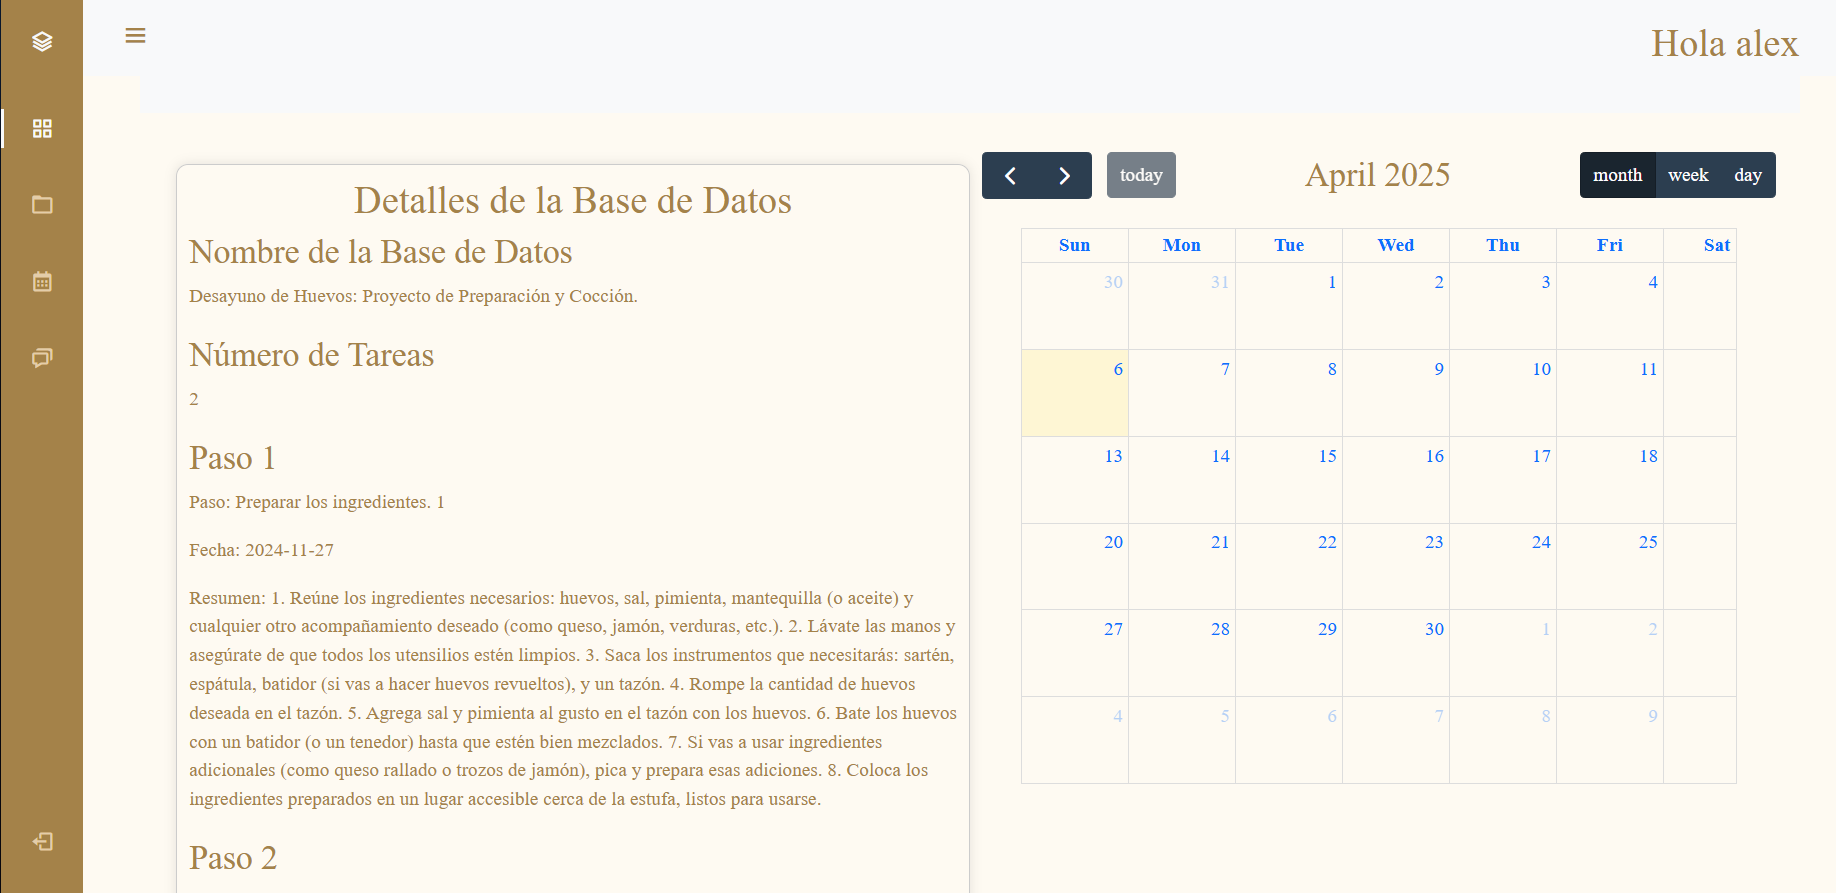 Hola alex
Detalles de la Base de Datos
Nombre de la Base de Datos
Desayuno de Huevos: Proyecto de Preparación y Cocción.
Número de Tareas
2
Paso 1
Paso: Preparar los ingredientes. 1
Fecha: 2024-11-27
Resumen: 1. Reúne los ingredientes necesarios: huevos, sal, pimienta, mantequilla (o aceite) y
cualquier otro acompañamiento deseado (como queso, jamón, verduras, etc.). 2. Lávate las manos y
asegúrate de que todos los utensilios estén limpios. 3. Saca los instrumentos que necesitarás: sartén,
espátula, batidor (si vas a hacer huevos revueltos), y un tazón. 4. Rompe la cantidad de huevos
deseada en el tazón. 5. Agrega sal y pimienta al gusto en el tazón con los huevos. 6. Bate los huevos
con un batidor (o un tenedor) hasta que estén bien mezclados. 7. Si vas a usar ingredientes
adicionales (como queso rallado o trozos de jamón), pica y prepara esas adiciones. 8. Coloca los
ingredientes preparados en un lugar accesible cerca de la estufa, listos para usarse.
Paso 2
today April 2025 month week day
Sun Mon Tue Wed Thu Fri Sat
30 31 1 2 3 4
6 7 8 9 10 11
13 14 15 16 17 18
20 21 22 23 24 25
27 28 29 30 1 2
4 5 6 7 8 9